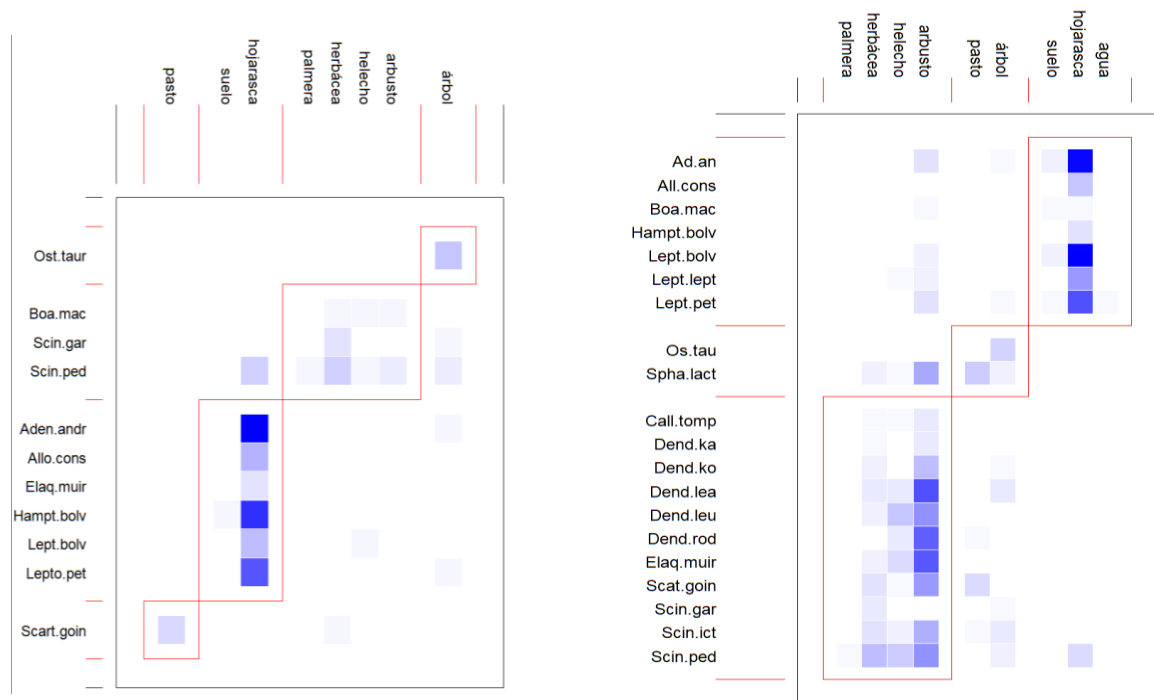 pasto
suelo
hojarasca
palmera
herbácea
helecho
arbusto
árbol
Ost.taur
Boa.mac
Scin.gar
Scin.ped
Aden.andr
Allo.cons
Elaq.muir
Hampt.bolv
Lept.bolv
Lepto.pet
Scart.goin
palmera
herbácea
helecho
arbusto
pasto
árbol
suelo
hojarasca
agua
Ad.an
All.cons
Boa.mac
Hampt.bolv
Lept.bolv
Lept.lept
Lept.pet
Os.tau
Spha.lact
Call.tomp
Dend.ka
Dend.ko
Dend.lea
Dend.leu
Dend.rod
Elaq.muir
Scat.goin
Scin.gar
Scin.ict
Scin.ped